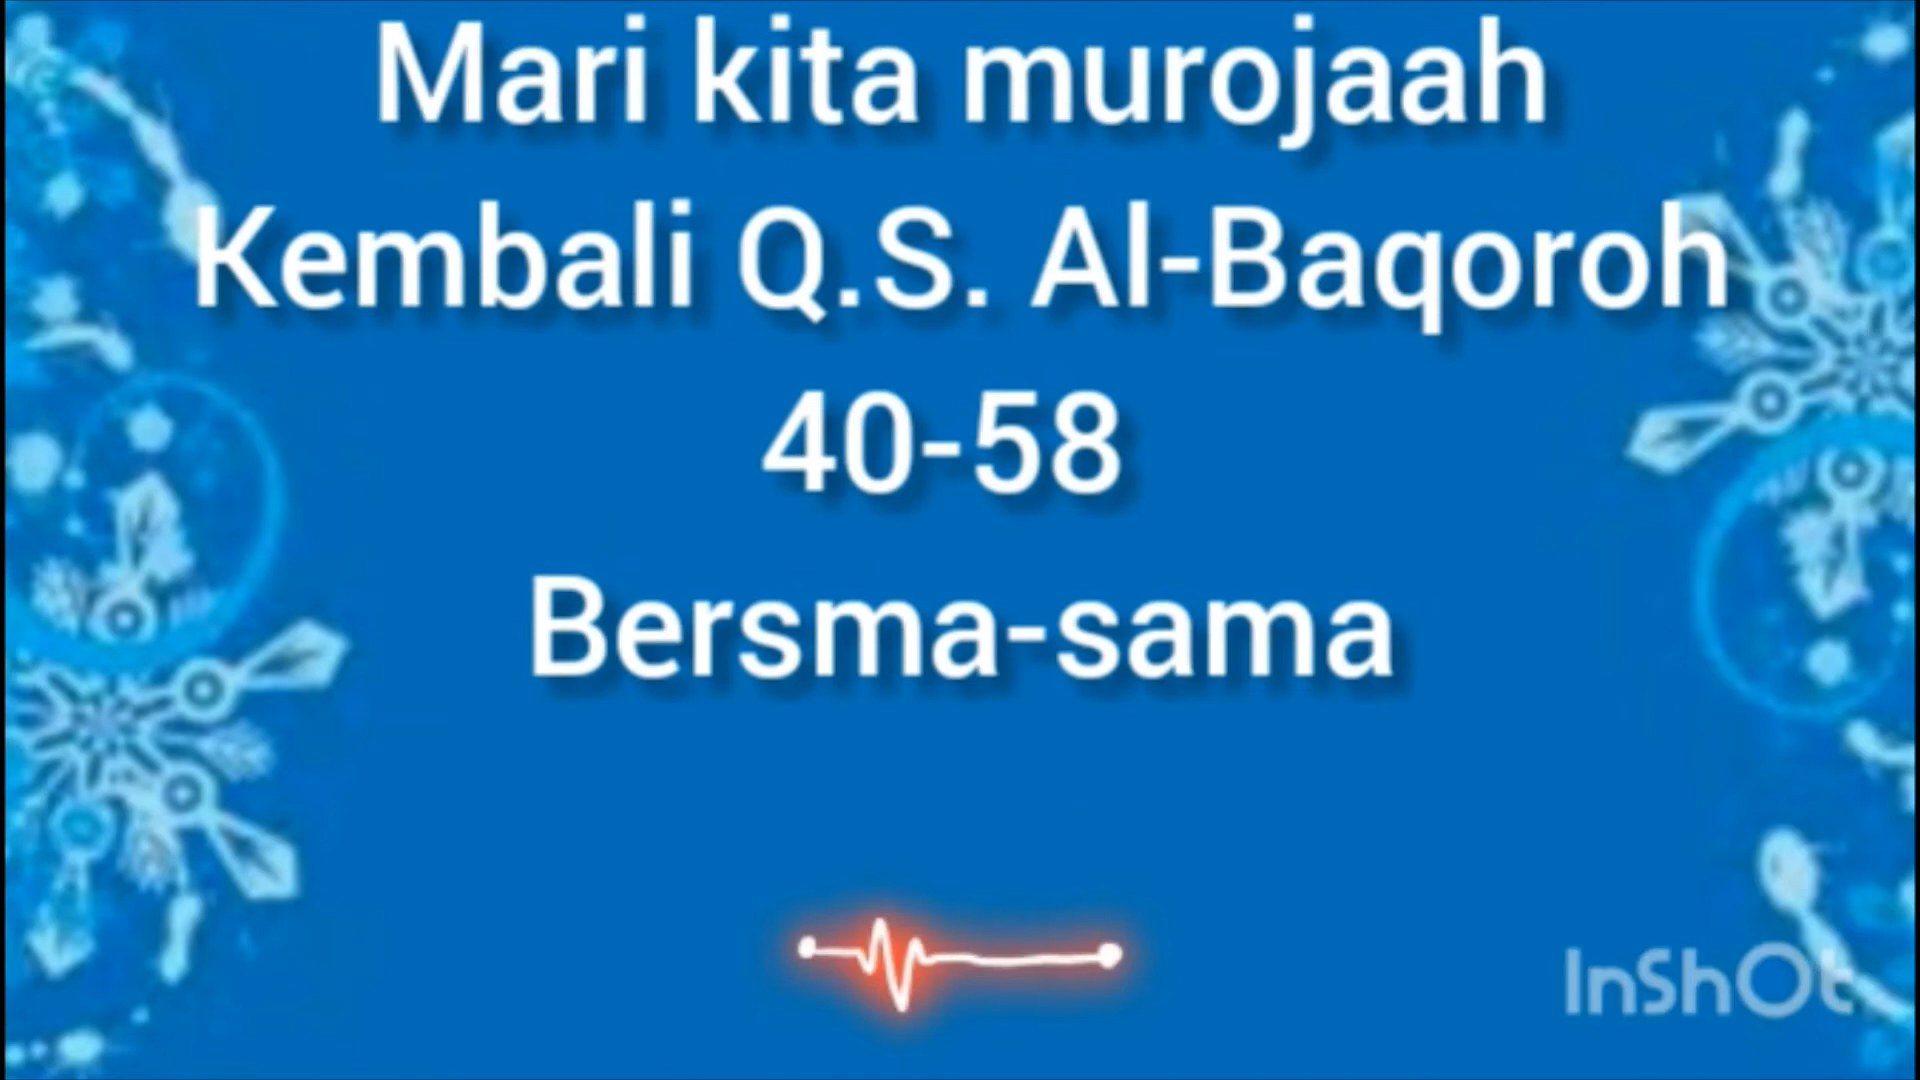 Mari kita murojaah
Kembali Q.S. Al-Baqoroh
40-58
Bersma-sama
InShOt